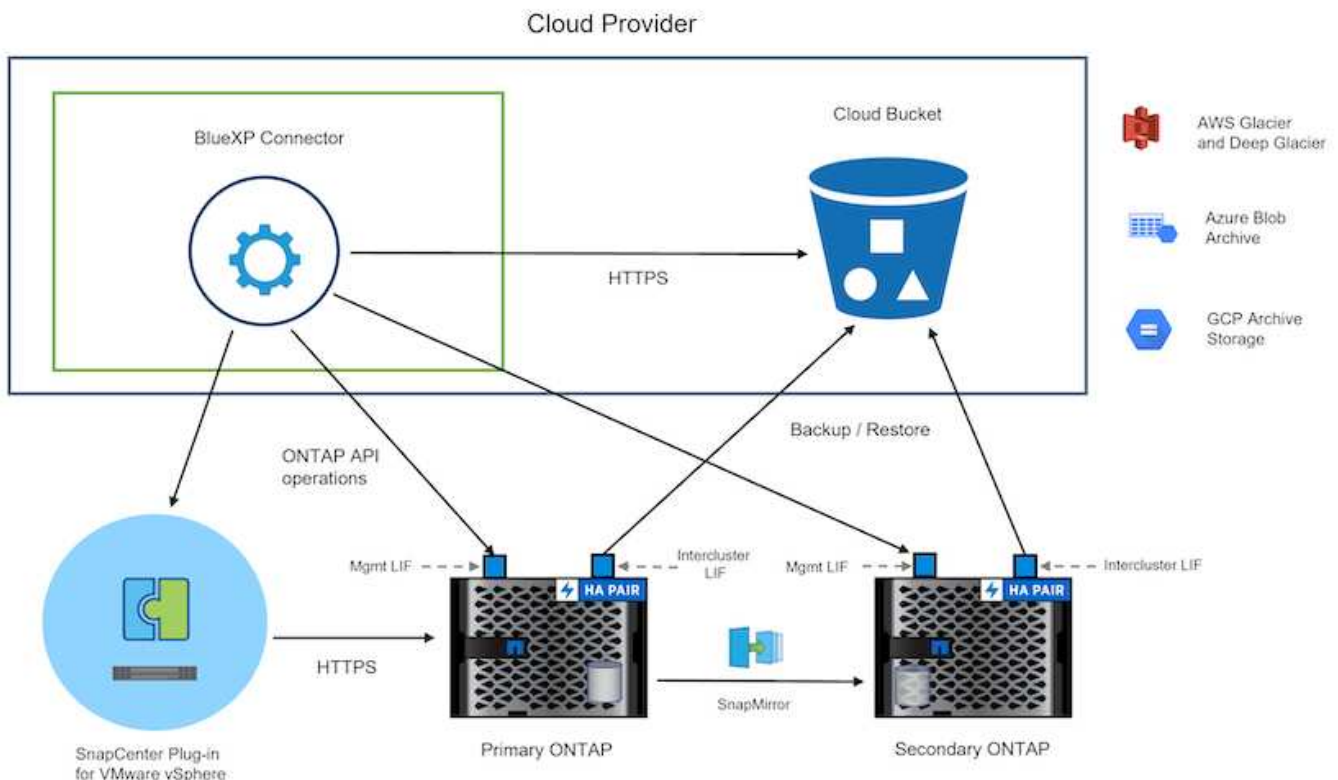 Cloud Provider
BlueXP Connector
Cloud Bucket
AWS Glacier
and Deep Glacier
Azure Blob
Archive
HTTPS
GCP Archive
Storage
Backup / Restore
ONTAP API
operations
Mgmt LIF
Intercluster
LIF
Mgmt LIF
Intercluster LIF
HA PAIR
HA PAIR
HTTPS
SnapMirror
SnapCenter Plug-in
for VMware vSphere
Primary ONTAP
Secondary ONTAP